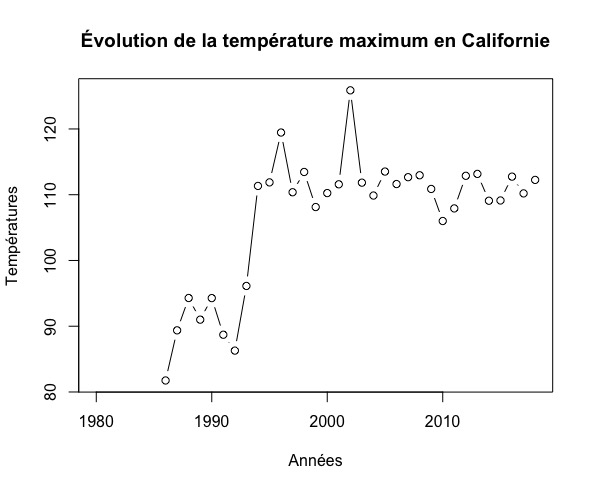 Évolution de la température maximum en Californie
Températures
120
110
100
90
80
1980 1990 2000 2010
Années